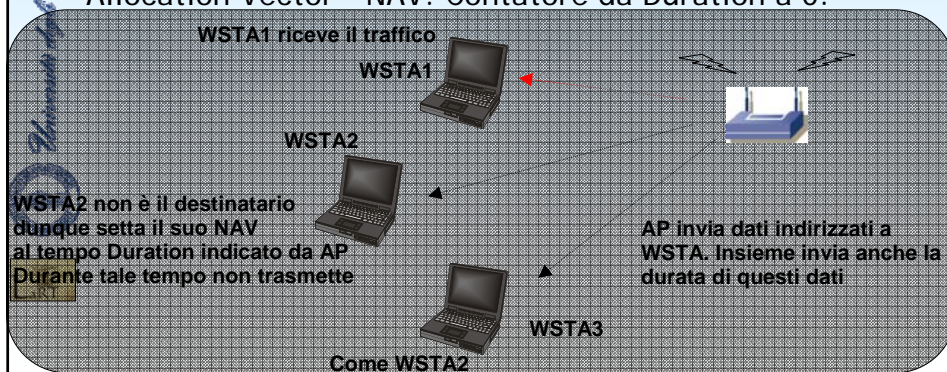 Allocation Vector - NAV: Contatore da Duration a 0.
WSTA1 riceve il traffico
WSTA1
WSTA2
WSTA2 non è il destinatario
dunque setta il suo NAV
al tempo Duration indicato da AP
Durante tale tempo non trasmette
AP invia dati indirizzati a
WSTA. Insieme invia anche la
durata di questi dati
WSTA3
Come WSTA2